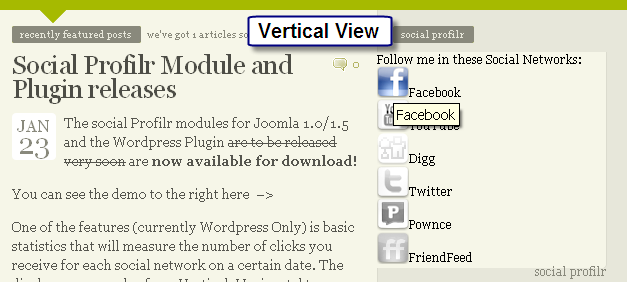 Vertical View
recently featured posts
we've got 1 articles so
social profilr
Social Profilr Module and
Plugin releases
0
JAN
23
The social Profilr modules for Joomla 1.0/1.5
and the Wordpress Plugin are to be released
very soon are now available for download!
You can see the demo to the right here -->
One of the features (currently Wordpress Only) is basic
statistics that will measure the number of clicks you
receive for each social network on a certain date. The
Follow me in these Social Networks:
Facebook
Facebook
YouTube
Digg
Twitter
Pownce
FriendFeed
social profilr